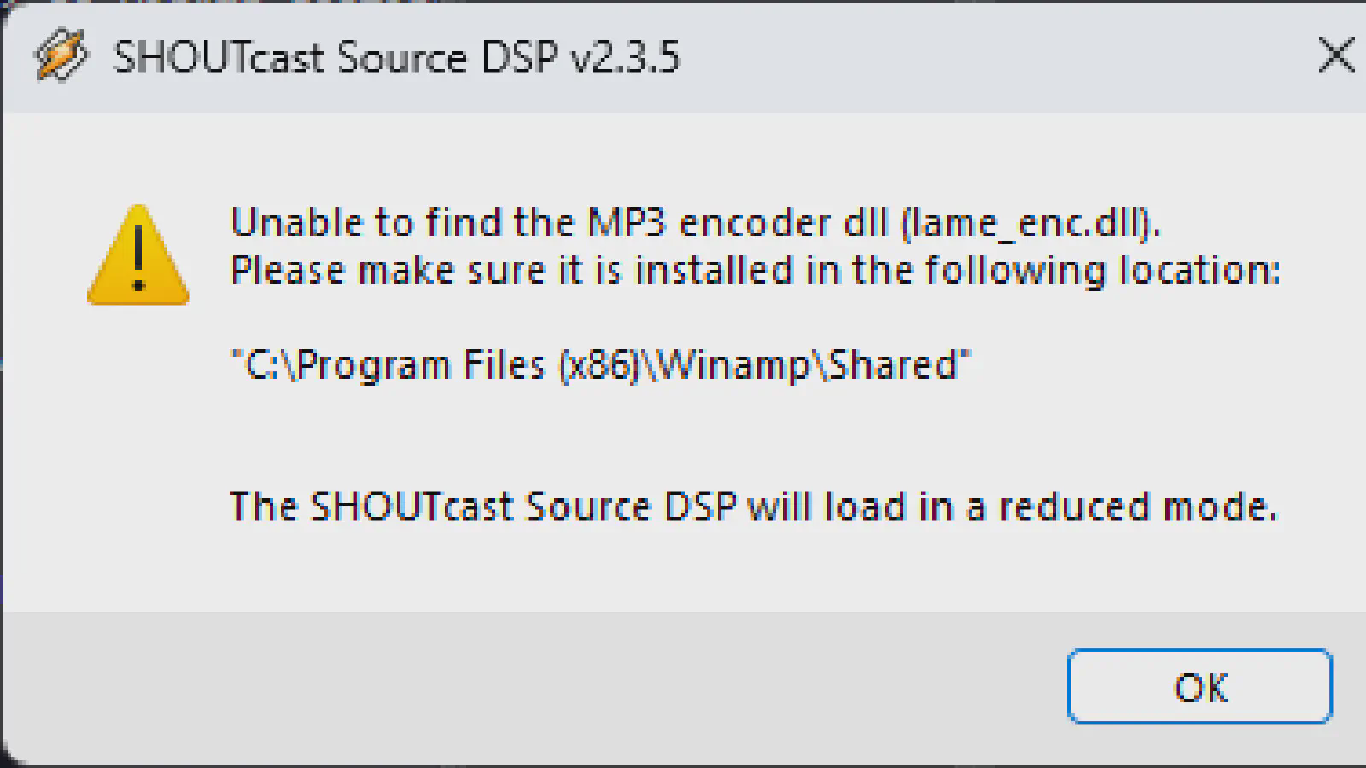 SHOUTcast Source DSP v2.3.5
Unable to find the MP3 encoder dll (lame_enc.dll).
Please make sure it is installed in the following location:
"C:\Program Files (x86)\Winamp\Shared"
The SHOUTcast Source DSP will load in a reduced mode.
OK